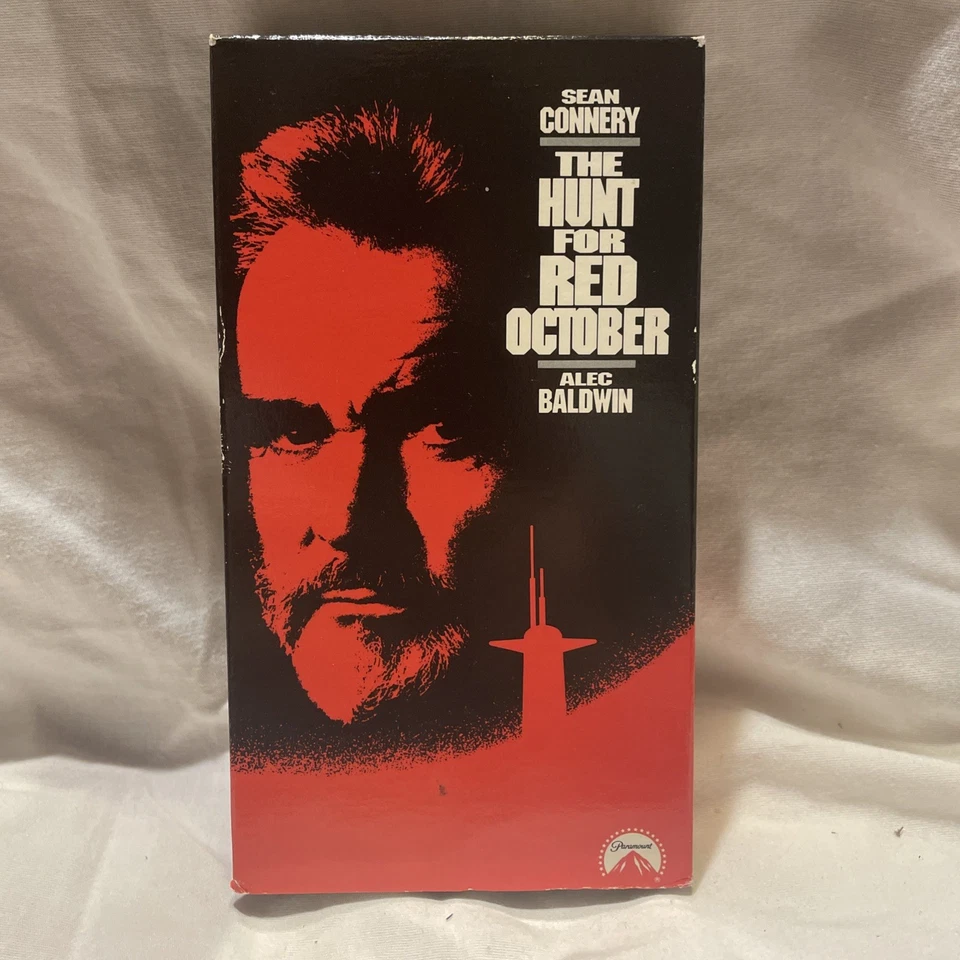 SEAN
CONNERY
THE
HUNT
FOR
RED
OCTOBER
ALEC
BALDWIN
Paramount
®